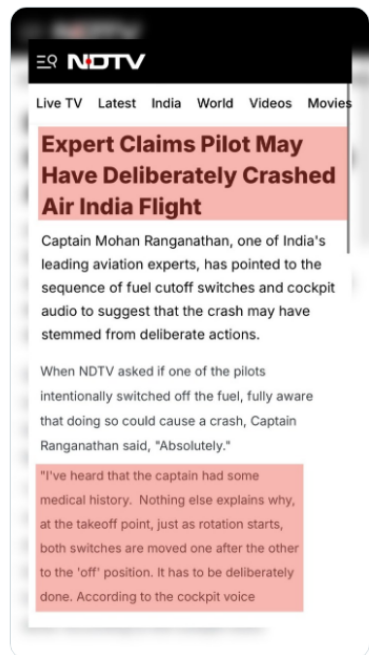 NDTV
Live TV Latest India World Videos Movies
Expert Claims Pilot May
Have Deliberately Crashed
Air India Flight
Captain Mohan Ranganathan, one of India's
leading aviation experts, has pointed to the
sequence of fuel cutoff switches and cockpit
audio to suggest that the crash may have
stemmed from deliberate actions.
When NDTV asked if one of the pilots
intentionally switched off the fuel, fully aware
that doing so could cause a crash, Captain
Ranganathan said, "Absolutely."
"I've heard that the captain had some
medical history. Nothing else explains why,
at the takeoff point, just as rotation starts,
both switches are moved one after the other
to the 'off' position. It has to be deliberately
done. According to the cockpit voice